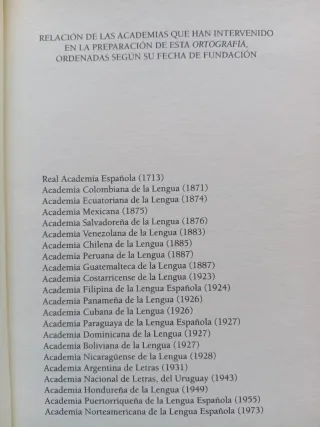 RELACIÓN DE LAS ACADEMIAS QUE HAN INTERVENIDO
EN LA PREPARACIÓN DE ESTA ORTOGRAFÍA,
ORDENADAS SEGÚN SU FECHA DE FUNDACIÓN
Real Academia Española (1713)
Academia Colombiana de la Lengua (1871)
Academia Ecuatoriana de la Lengua (1874)
Academia Mexicana (1875)
Academia Salvadoreña de la Lengua (1876)
Academia Venezolana de la Lengua (1883)
Academia Chilena de la Lengua (1885)
Academia Peruana de la Lengua (1887)
Academia Guatemalteca de la Lengua (1887)
Academia Costarricense de la Lengua (1923)
Academia Filipina de la Lengua Española (1924)
Academia Panameña de la Lengua (1926)
Academia Cubana de la Lengua (1926)
Academia Paraguaya de la Lengua Española (1927)
Academia Dominicana de la Lengua (1927)
Academia Boliviana de la Lengua (1927)
Academia Nicaragüense de la Lengua (1928)
Academia Argentina de Letras (1931)
Academia Nacional de Letras, del Uruguay (1943)
Academia Hondureña de la Lengua (1949)
Academia Puertorriqueña de la Lengua Española (1955)
Academia Norteamericana de la Lengua Española (1973)